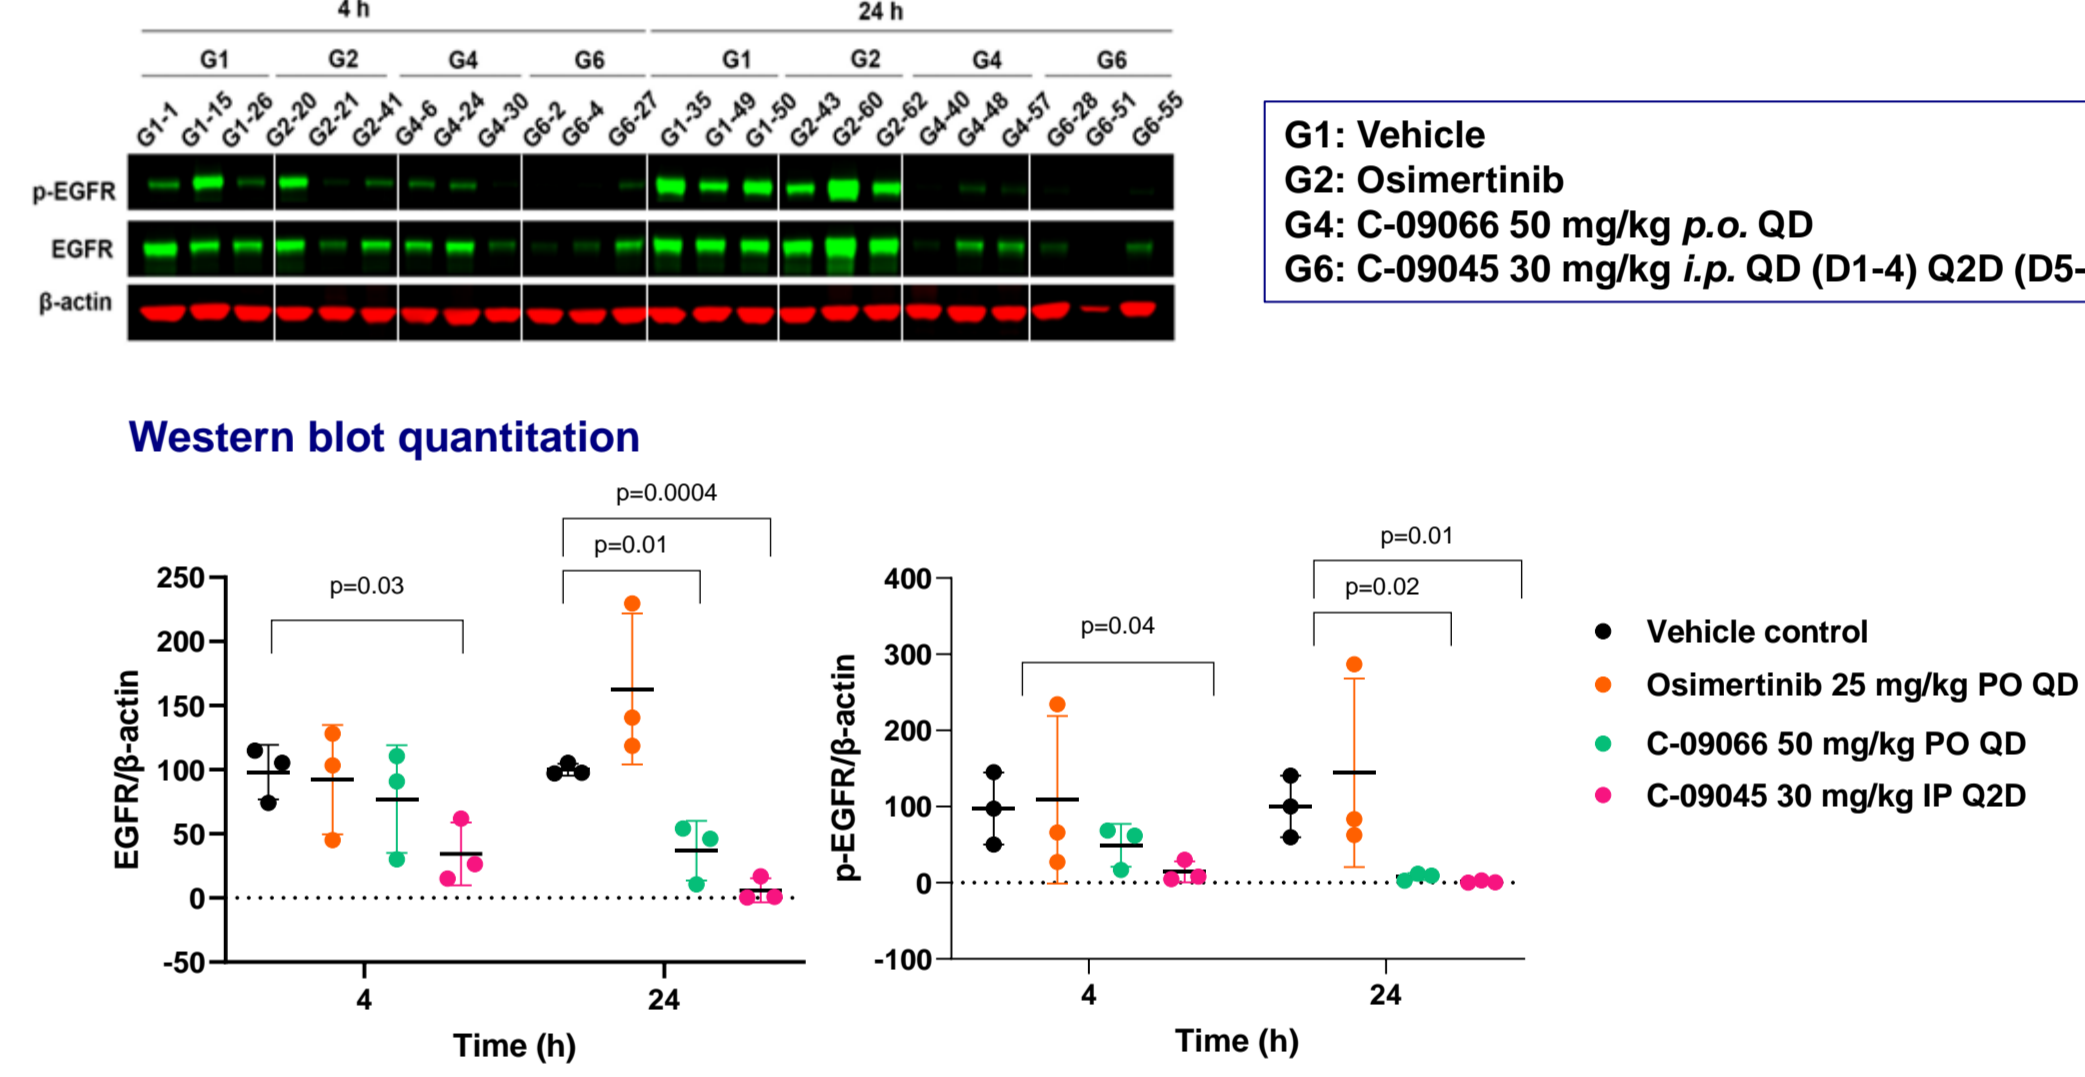 4 h 24 h
G1 G2 G4 G6 G1 G2 G4 G6
G1-1 G1-15 G1-26 G2-20 G2-21 G2-41 G4-6 G4-24 G4-30 G6-2 G6-4 G6-27 G1-35 G1-49 G1-50 G2-43 G2-60 G2-62 G4-40 G4-48 G4-57 G6-28 G6-51 G6-55
p-EGFR
EGFR
β-actin
G1: Vehicle
G2: Osimertinib
G4: C-09066 50 mg/kg p.o. QD
G6: C-09045 30 mg/kg i.p. QD (D1-4) Q2D (D5-
Western blot quantitation
p=0.0004
p=0.01
p=0.03
250
200
150
100
50
0
-50
EGFR/β-actin
4 24
Time (h)
p=0.01
p=0.02
p=0.04
400
300
200
100
0
-100
p-EGFR/β-actin
4 24
Time (h)
Vehicle control
Osimertinib 25 mg/kg PO QD
C-09066 50 mg/kg PO QD
C-09045 30 mg/kg IP Q2D